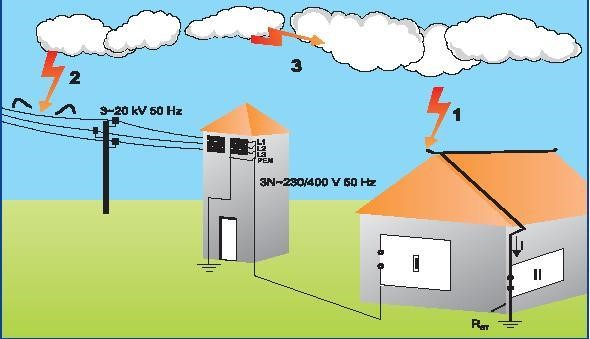 3
2
3~20 kV 50 Hz
1
L1
L2
L3
PEN
3N~230/400 V 50 Hz
I
i
II
RST